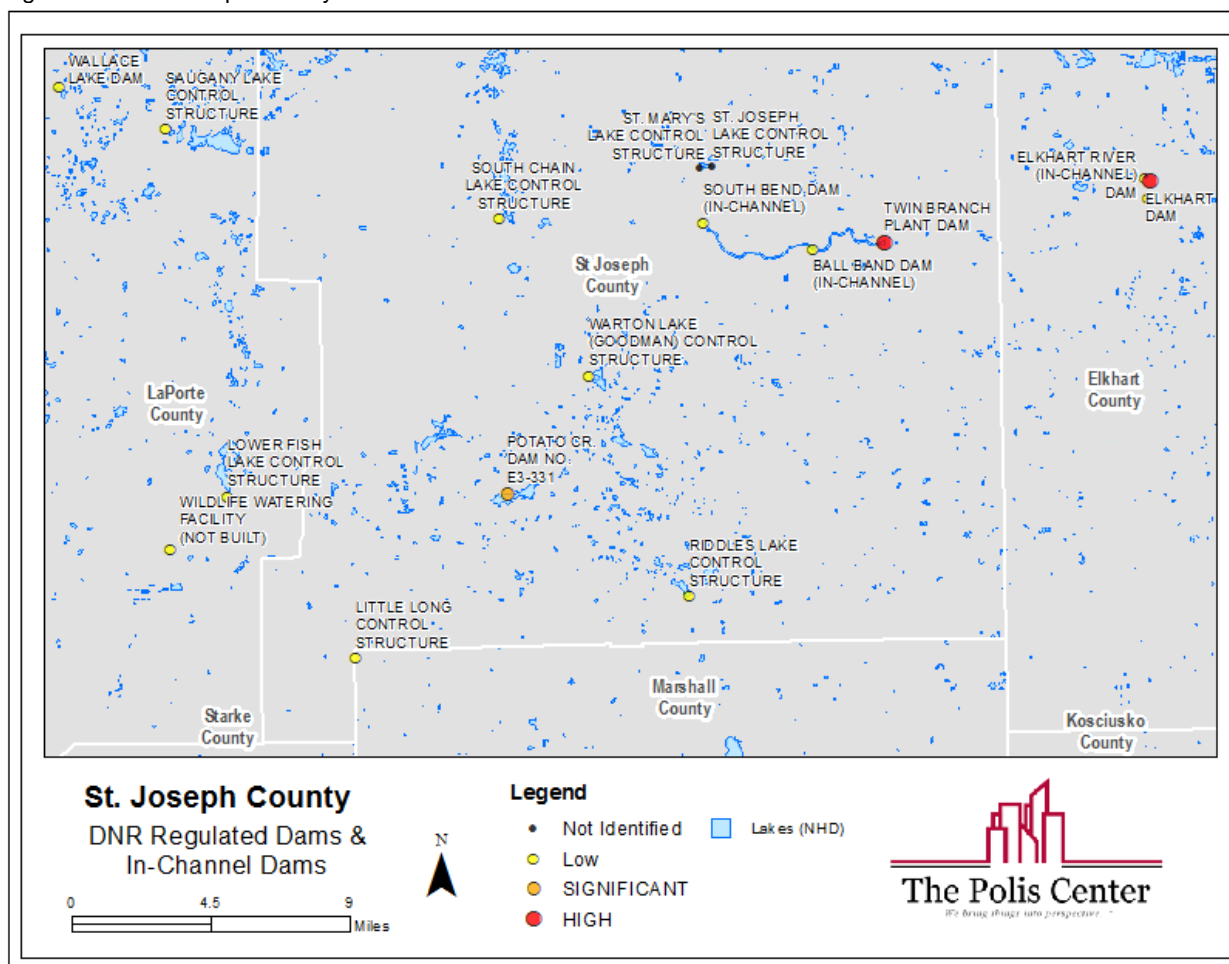 WALLACE
LAKE DAM
SAUGANY LAKE
CONTROL
STRUCTURE
ST. MARY'S
LAKE CONTROL
STRUCTURE
ST. JOSEPH
LAKE CONTROL
STRUCTURE
SOUTH CHAIN
LAKE CONTROL
STRUCTURE
SOUTH BEND DAM
(IN-CHANNEL)
TWIN BRANCH
PLANT DAM
ELKHART RIVER
(IN-CHANNEL)
DAM
ELKHART
DAM
St Joseph
County
BALL BAND DAM
(IN-CHANNEL)
WARTON LAKE
(GOODMAN) CONTROL
STRUCTURE
LaPorte
County
Elkhart
County
LOWER FISH
LAKE CONTROL
STRUCTURE
POTATO CR.
DAM NO.
E3-331
WILDLIFE WATERING
FACILITY
(NOT BUILT)
RIDDLES LAKE
CONTROL
STRUCTURE
LITTLE LONG
CONTROL
STRUCTURE
Marshall
County
Starke
County
Kosciusko
County
St. Joseph County
DNR Regulated Dams &
In-Channel Dams
0 4.5 9
Miles
N
Legend
Not Identified
Low
SIGNIFICANT
HIGH
Lakes (NHD)
The Polis Center
We bring things into perspective.